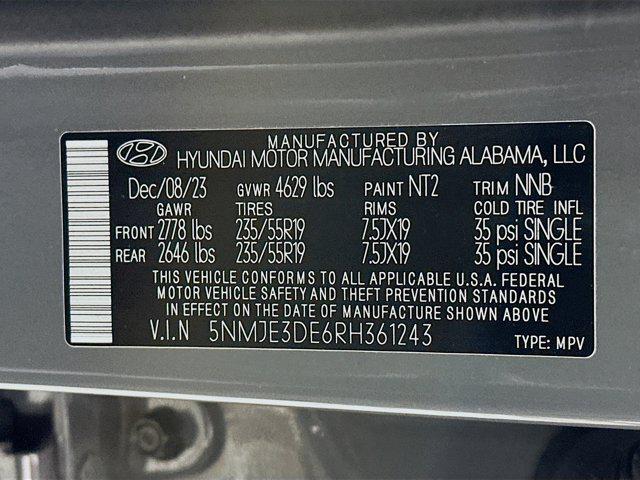 MANUFACTURED BY
HYUNDAI MOTOR MANUFACTURING ALABAMA, LLC
Dec/08/23 GVWR 4629 lbs PAINT NT2 TRIM NNB
GAWR TIRES RIMS COLD TIRE INFL
FRONT 2778 lbs 235/55R19 7.5JX19 35 psi SINGLE
REAR 2646 lbs 235/55R19 7.5JX19 35 psi SINGLE
THIS VEHICLE CONFORMS TO ALL APPLICABLE U.S.A. FEDERAL
MOTOR VEHICLE SAFETY AND THEFT PREVENTION STANDARDS
IN EFFECT ON THE DATE OF MANUFACTURE SHOWN ABOVE
V.I.N 5NMJE3DE6RH361243
TYPE: MPV